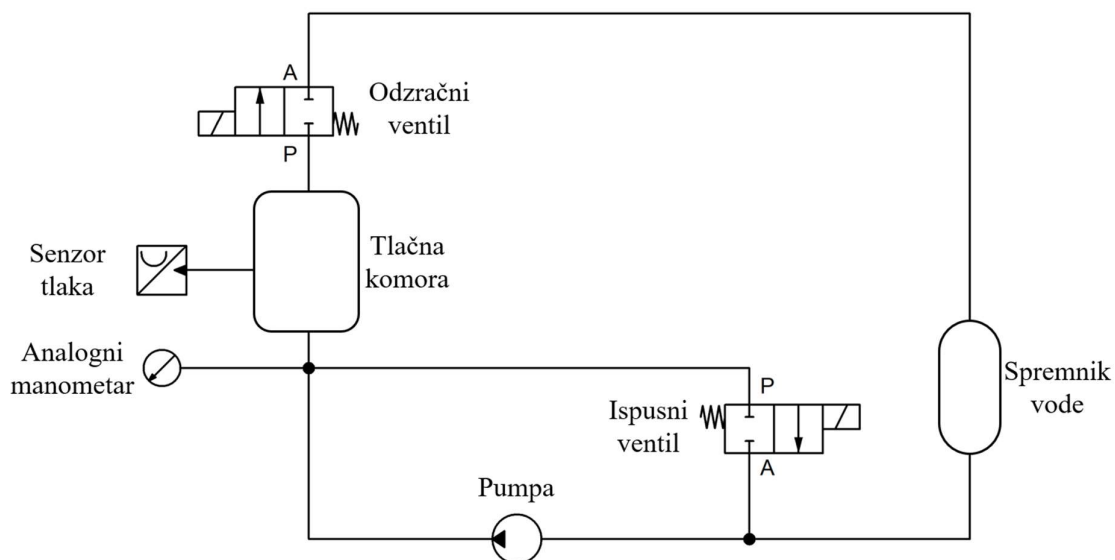 A
Odzračni
ventil
P
Senzor
tlaka
Tlačna
komora
Analogni
manometar
Ispusni
ventil
P
A
Spremnik
vode
Pumpa